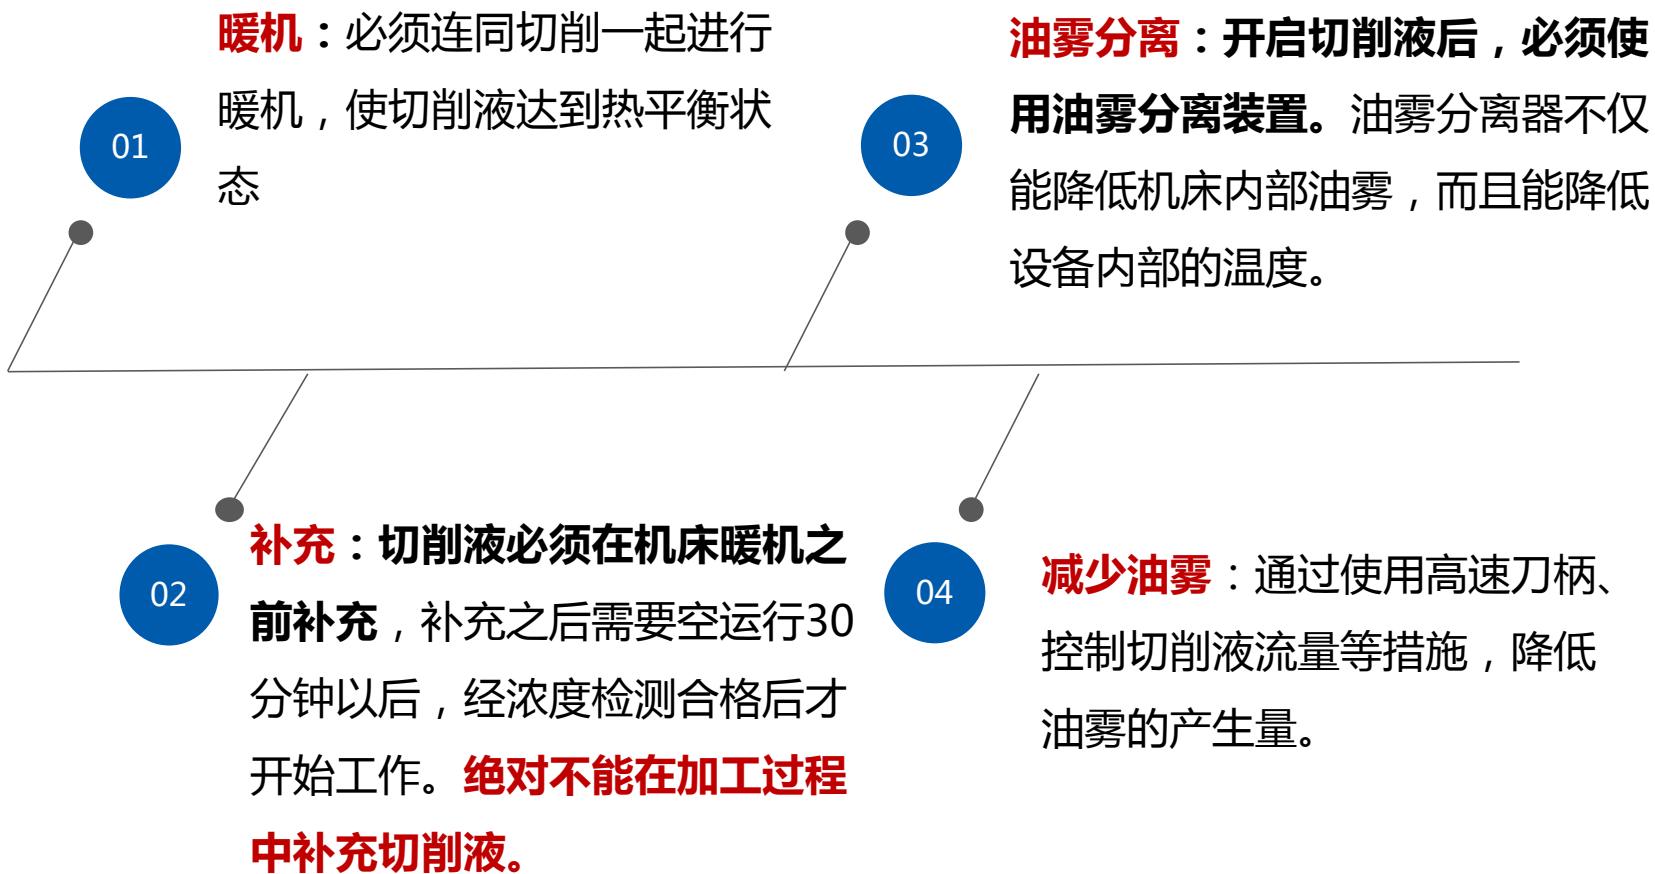 01
暖机：必须连同切削一起进行
暖机，使切削液达到热平衡状
态
02
补充：切削液必须在机床暖机之
前补充，补充之后需要空运行30
分钟以后，经浓度检测合格后才
开始工作。绝对不能在加工过程
中补充切削液。
03
油雾分离：开启切削液后，必须使
用油雾分离装置。油雾分离器不仅
能降低机床内部油雾，而且能降低
设备内部的温度。
04
减少油雾：通过使用高速刀柄、
控制切削液流量等措施，降低
油雾的产生量。